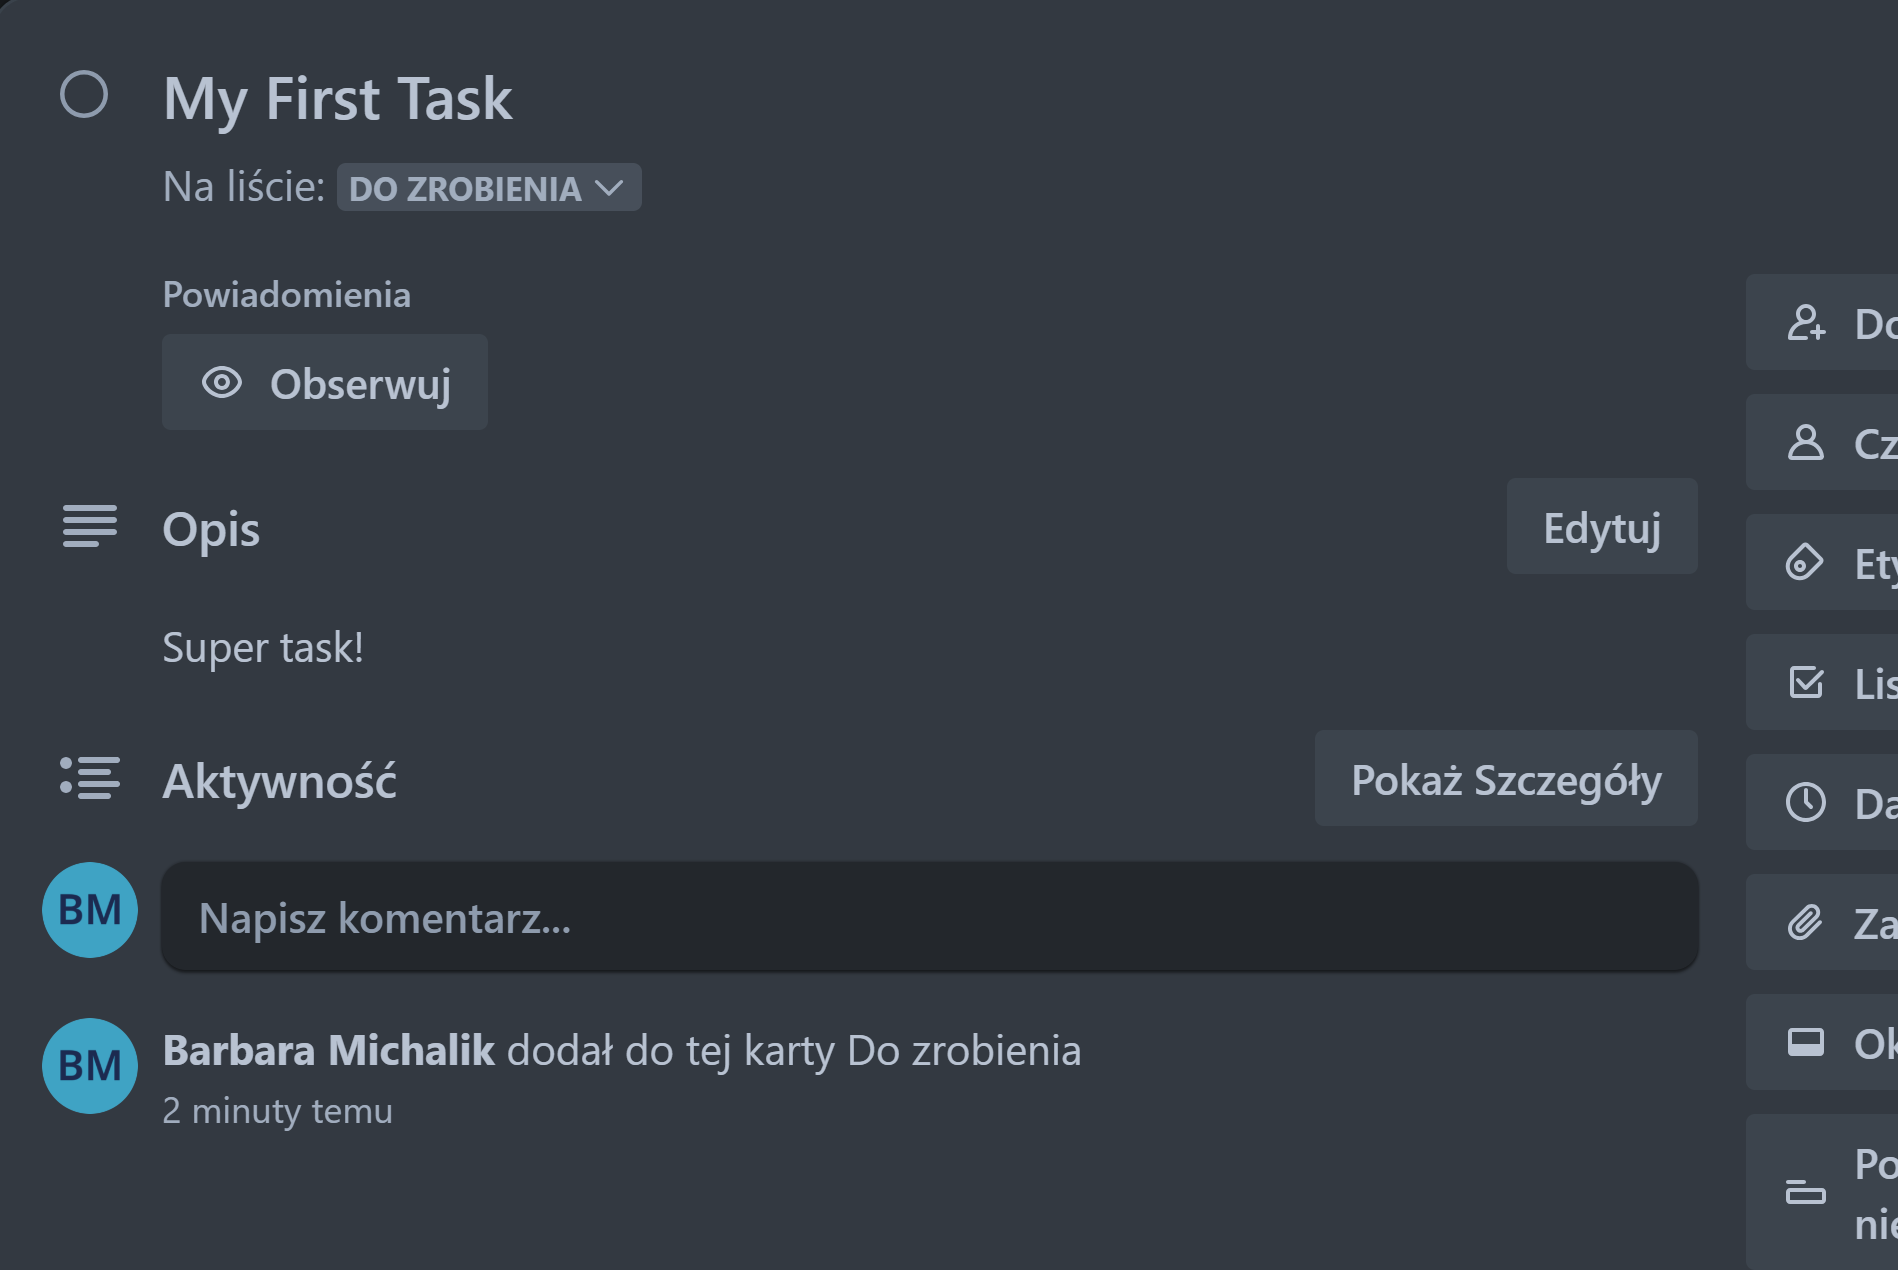 My First Task
Na liście: DO ZROBIENIA
Powiadomienia
Obserwuj
Opis
Edytuj
Super task!
Aktywność
Pokaż Szczegóły
BM
Napisz komentarz...
BM
Barbara Michalik dodał do tej karty Do zrobienia
2 minuty temu
Do
Cz
Ety
Lis
Da
Za
Ok
Po
nie